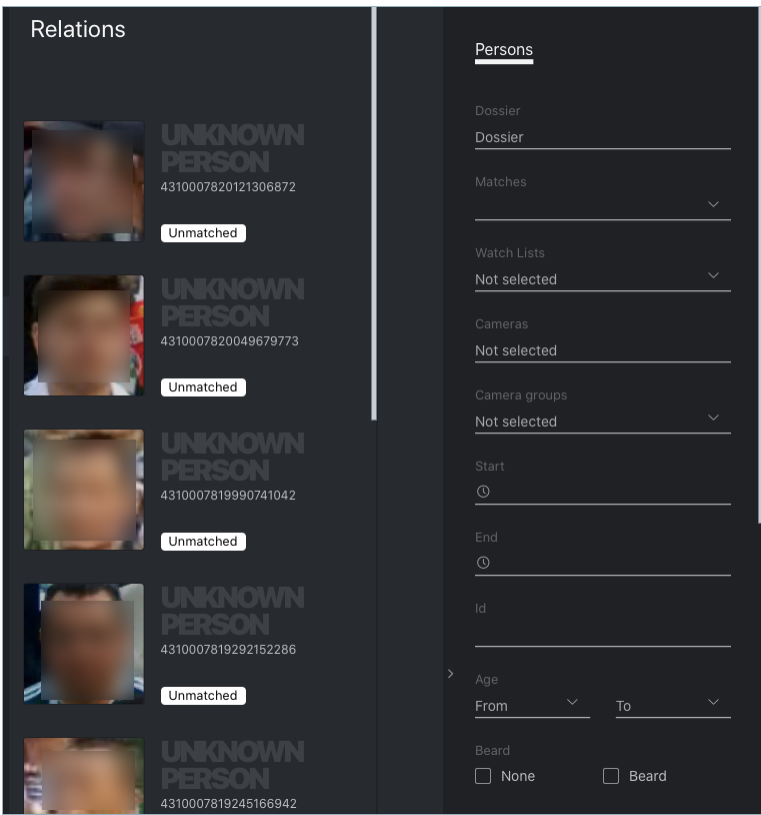 Relations
UNKNOWN
PERSON
4310007820121306872
Unmatched
UNKNOWN
PERSON
4310007820049679773
Unmatched
UNKNOWN
PERSON
4310007819990741042
Unmatched
UNKNOWN
PERSON
4310007819292152286
Unmatched
UNKNOWN
PERSON
4310007819245166942
Persons
Dossier
Dossier
Matches
Watch Lists
Not selected
Cameras
Not selected
Camera groups
Not selected
Start
End
Id
Age
From To
Beard
None Beard